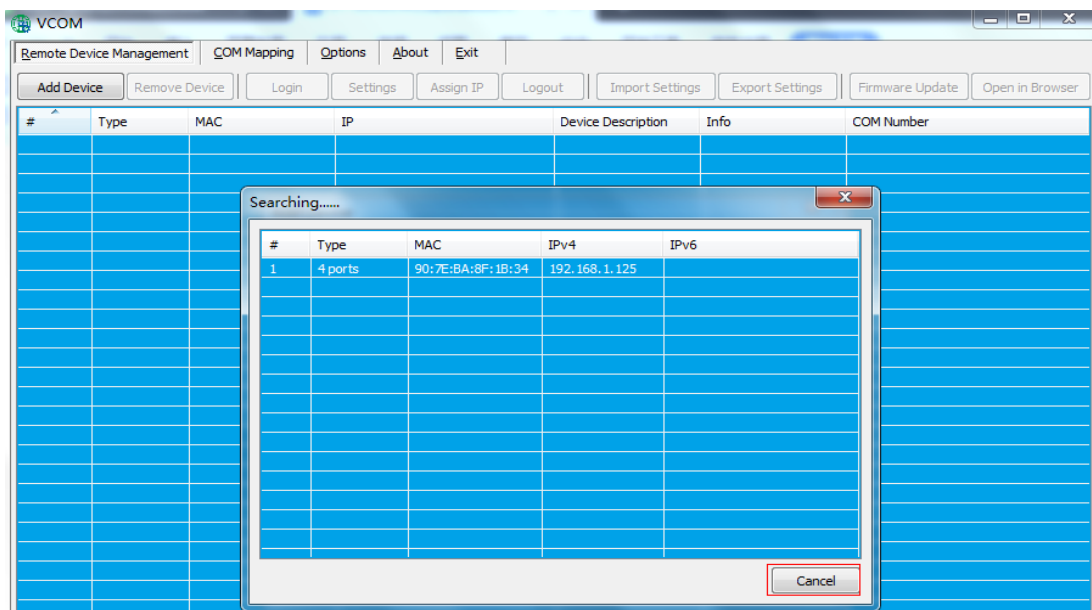 VCOM
Remote Device Management COM Mapping Options About Exit
Add Device Remove Device Login Settings Assign IP Logout Import Settings Export Settings Firmware Update Open in Browser
# Type MAC IP Device Description Info COM Number
Searching......
# Type MAC IPv4 IPv6
1 4 ports 90:7E:BA:8F:1B:34 192.168.1.125
Cancel